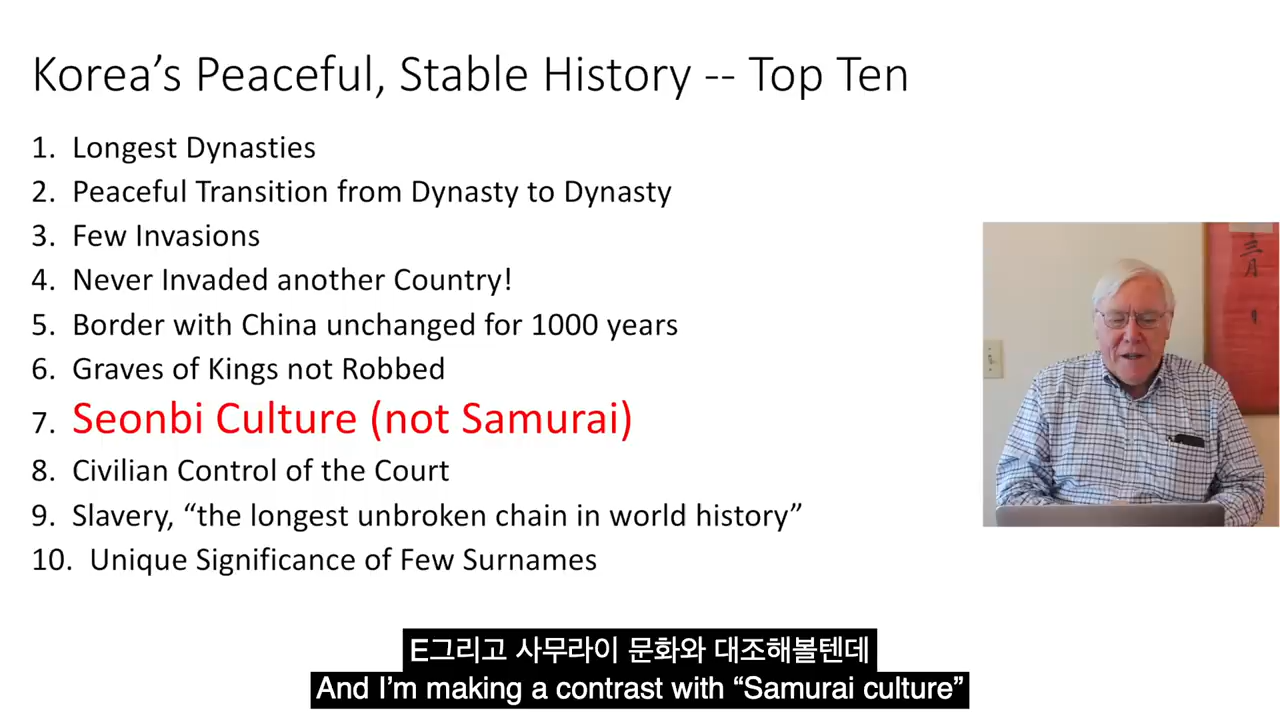 Korea's Peaceful, Stable History -- Top Ten
1. Longest Dynasties
2. Peaceful Transition from Dynasty to Dynasty
3. Few Invasions
4. Never Invaded another Country!
5. Border with China unchanged for 1000 years
6. Graves of Kings not Robbed
7. Seonbi Culture (not Samurai)
8. Civilian Control of the Court
9. Slavery, “the longest unbroken chain in world history”
10. Unique Significance of Few Surnames
三月
E그리고 사무라이 문화와 대조해볼텐데
And I'm making a contrast with “Samurai culture”